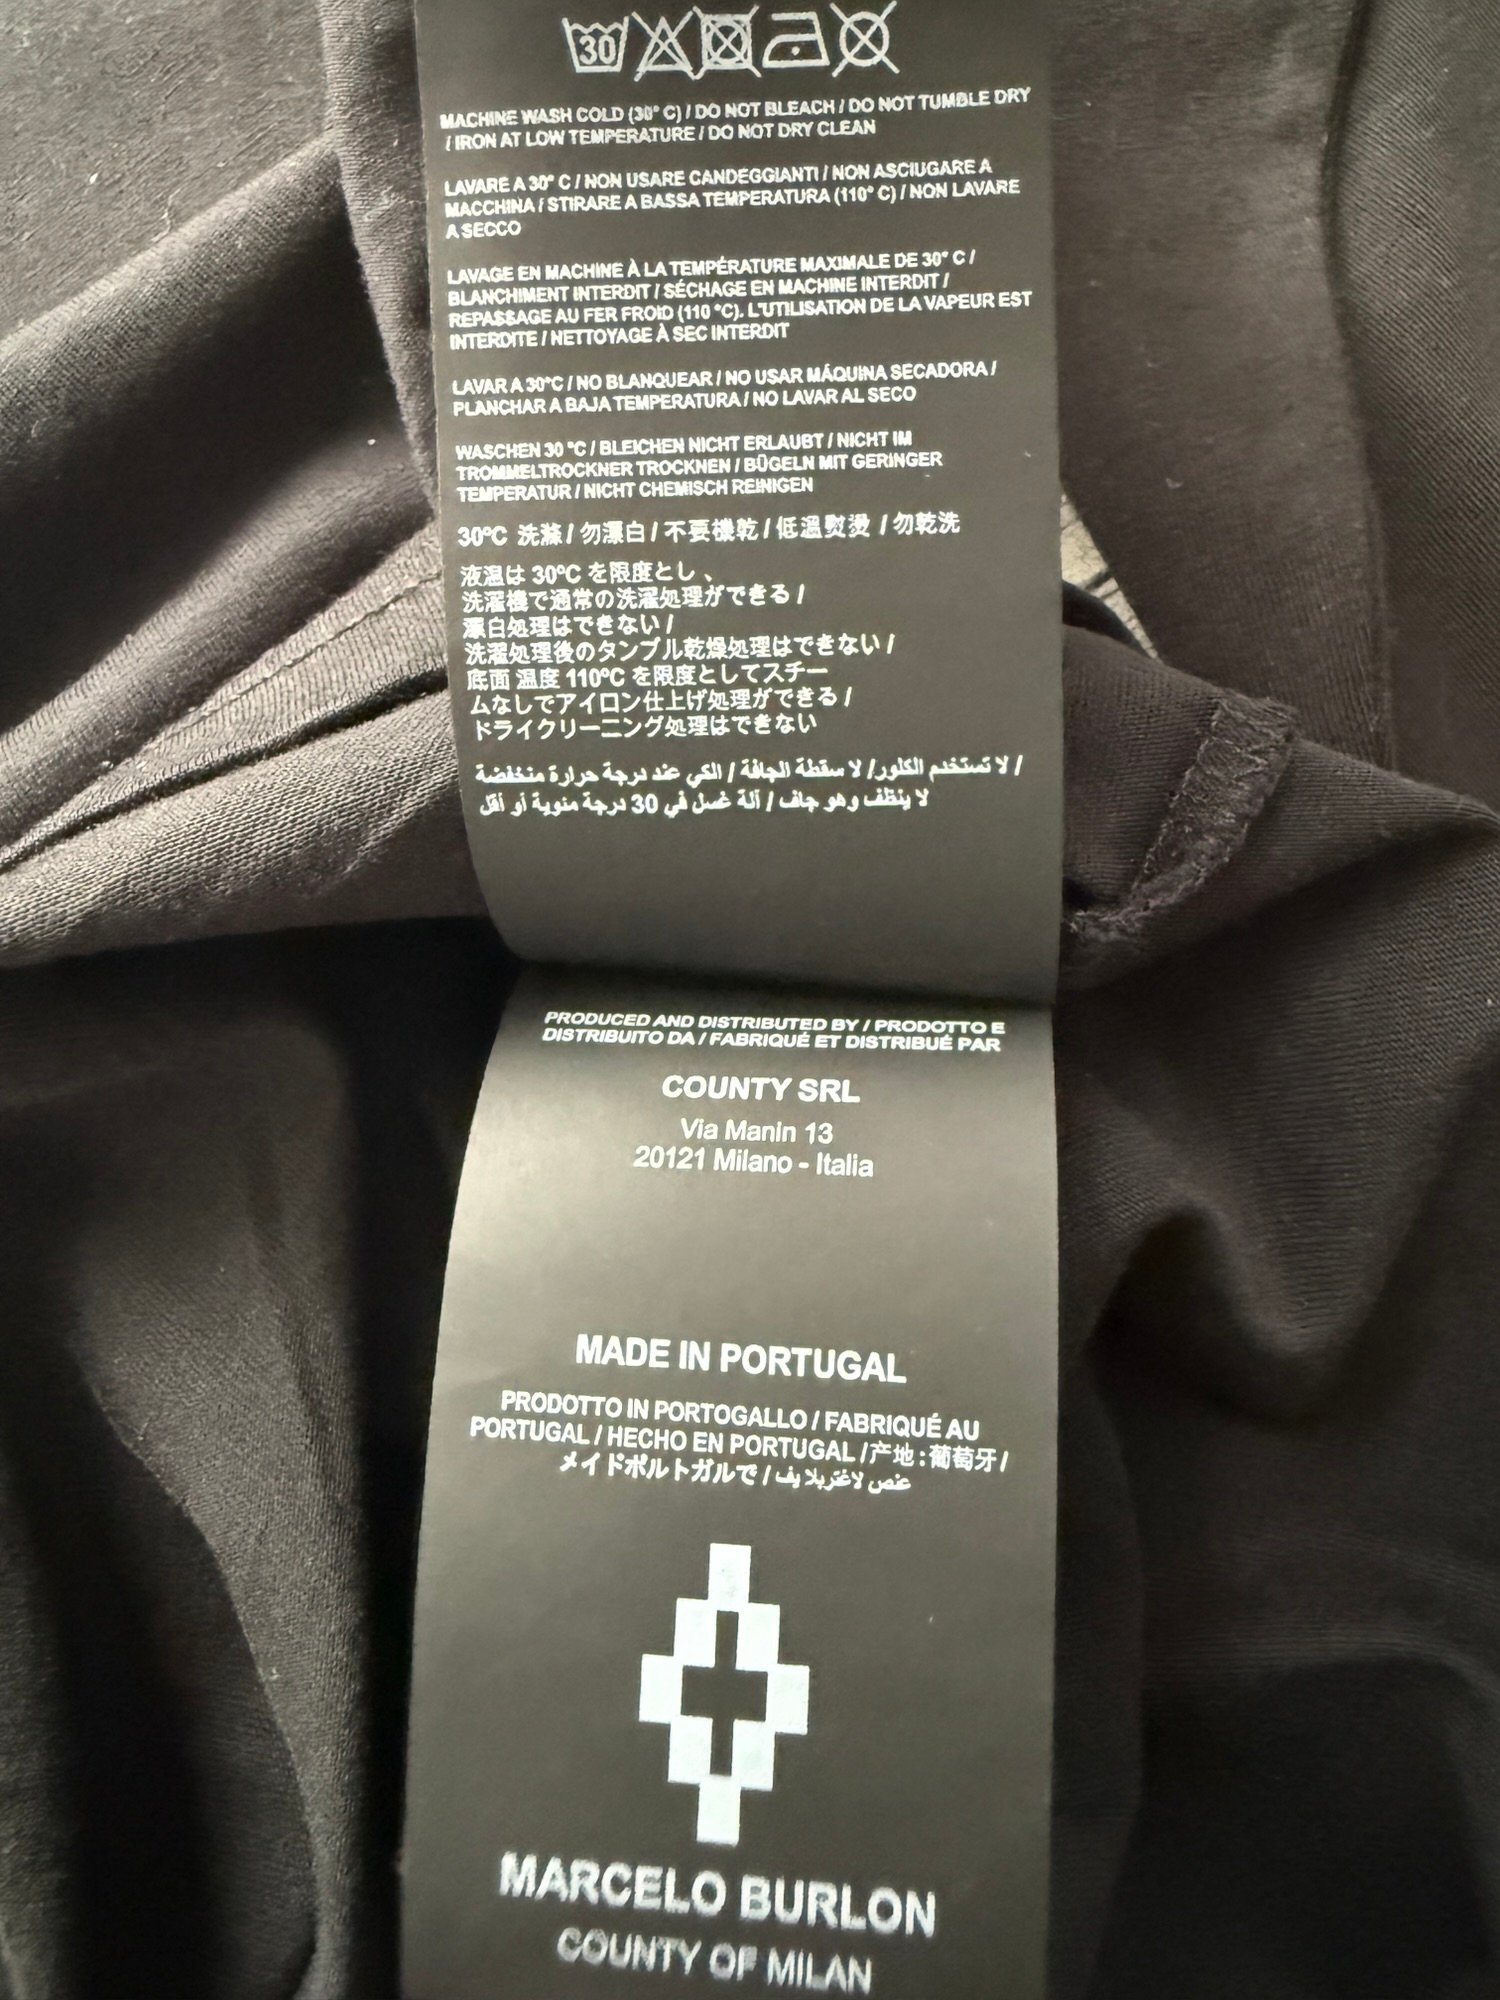 30
MACHINE WASH COLD (30° C) / DO NOT BLEACH / DO NOT TUMBLE DRY
/ IRON AT LOW TEMPERATURE / DO NOT DRY CLEAN
LAVARE A 30° C / NON USARE CANDEGGIANTI / NON ASCIUGARE A
MACCHINA / STIRARE A BASSA TEMPERATURA (110° C) / NON LAVARE
A SECCO
LAVAGE EN MACHINE À LA TEMPÉRATURE MAXIMALE DE 30° C /
BLANCHIMENT INTERDIT / SÉCHAGE EN MACHINE INTERDIT /
REPASSAGE AU FER FROID (110 °C). L'UTILISATION DE LA VAPEUR EST
INTERDITE / NETTOYAGE À SEC INTERDIT
LAVAR A 30°C / NO BLANQUEAR / NO USAR MÁQUINA SECADORA /
PLANCHAR A BAJA TEMPERATURA / NO LAVAR AL SECO
WASCHEN 30 °C / BLEICHEN NICHT ERLAUBT / NICHT IM
TROMMELTROCKNER TROCKNEN / BÜGELN MIT GERINGER
TEMPERATUR / NICHT CHEMISCH REINIGEN
30ºC 洗滌 / 勿漂白 / 不要機乾 / 低溫熨燙 / 勿乾洗
液温は 30ºC を限度とし 、
洗濯機で通常の洗濯処理ができる /
漂白処理はできない /
洗濯処理後のタンブル乾燥処理はできない /
底面 温度 110ºC を限度としてスチー
ムなしでアイロン仕上げ処理ができる /
ドライクリーニング処理はできない
/ لا تستخدم الكلور/ لا سقطة الجافة / الكي عند درجة حرارة منخفضة
لا ينظف وهو جاف / آلة غسل في 30 درجة مئوية أو أقل
PRODUCED AND DISTRIBUTED BY / PRODOTTO E
DISTRIBUITO DA / FABRIQUÉ ET DISTRIBUÉ PAR
COUNTY SRL
Via Manin 13
20121 Milano - Italia
MADE IN PORTUGAL
PRODOTTO IN PORTOGALLO / FABRIQUÉ AU
PORTUGAL / HECHO EN PORTUGAL /产地:葡萄牙/
メイドポルトガルで / عنص لاغتربلا يف
MARCELO BURLON
COUNTY OF MILAN